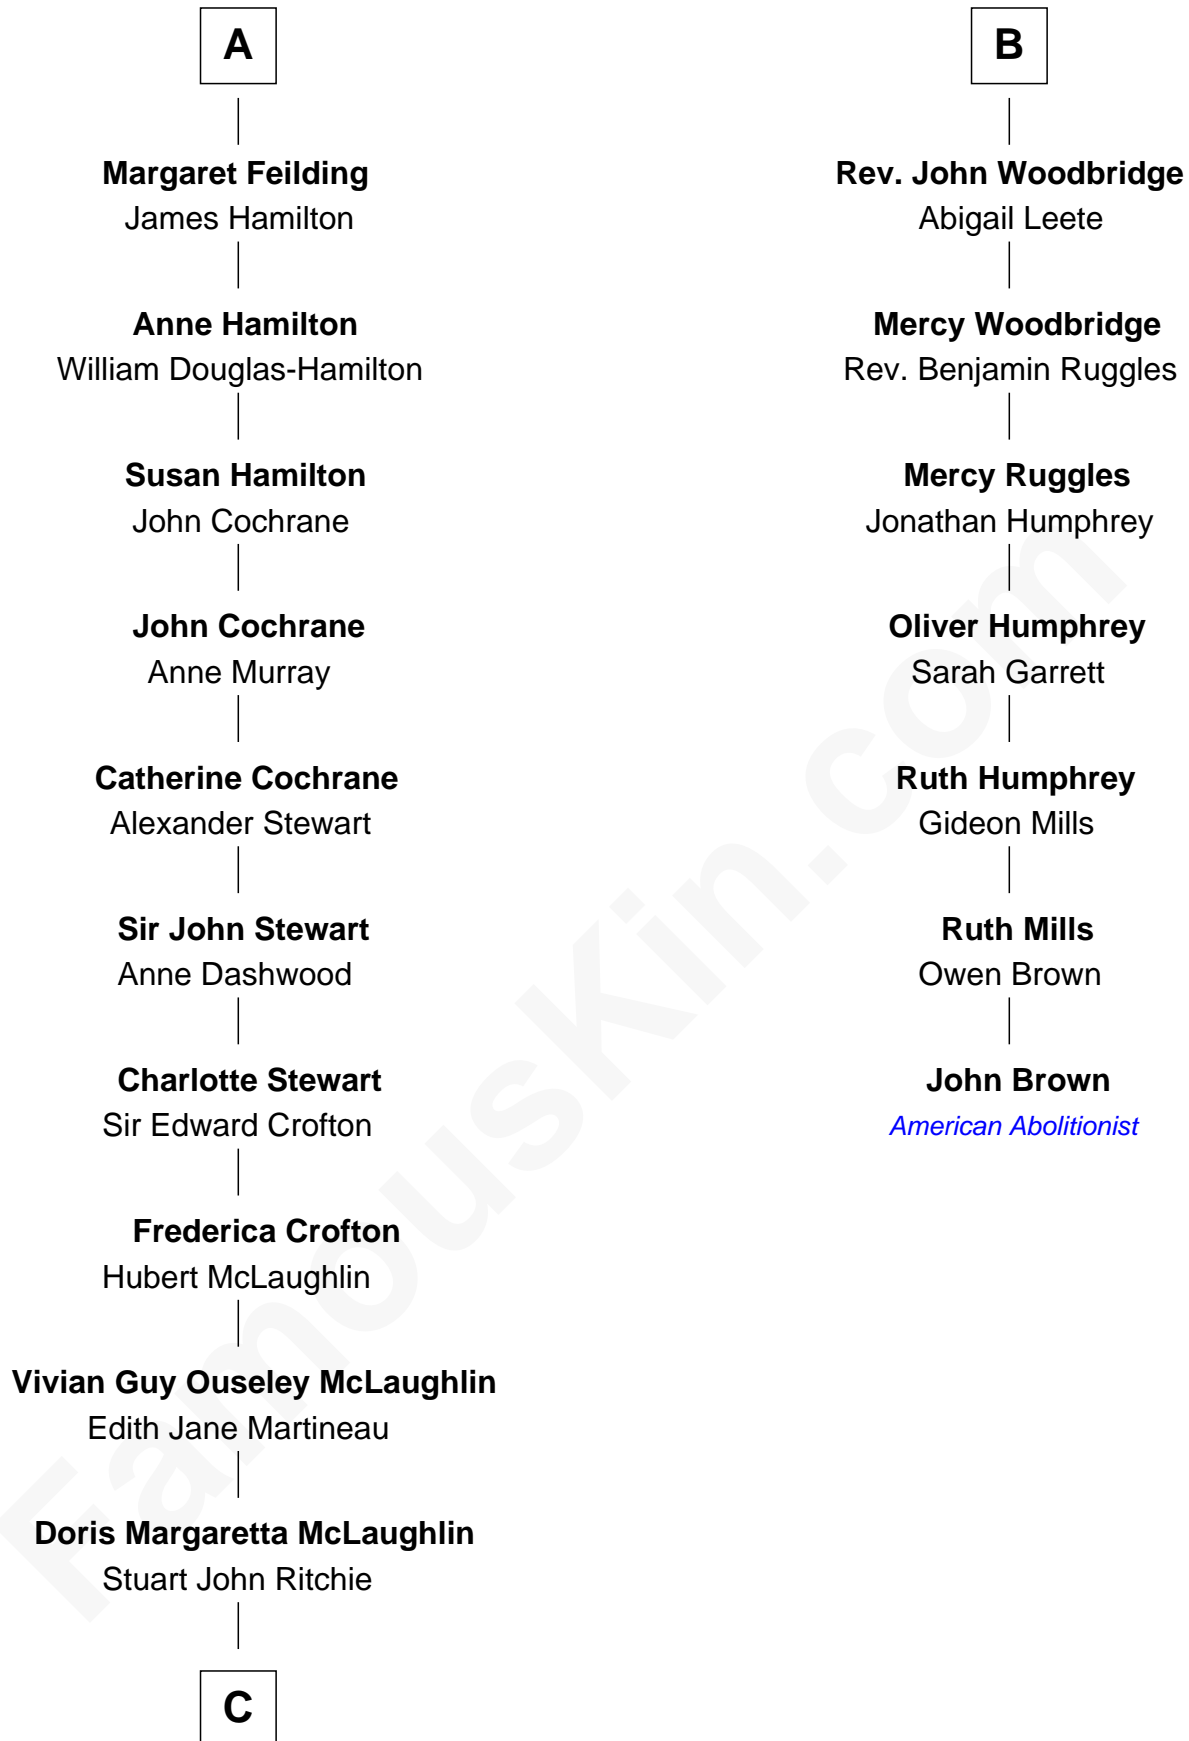 A
Margaret Feilding
James Hamilton
Anne Hamilton
William Douglas-Hamilton
Susan Hamilton
John Cochrane
John Cochrane
Anne Murray
Catherine Cochrane
Alexander Stewart
Sir John Stewart
Anne Dashwood
Charlotte Stewart
Sir Edward Crofton
Frederica Crofton
Hubert McLaughlin
Vivian Guy Ouseley McLaughlin
Edith Jane Martineau
Doris Margaretta McLaughlin
Stuart John Ritchie
C
B
Rev. John Woodbridge
Abigail Leete
Mercy Woodbridge
Rev. Benjamin Ruggles
Mercy Ruggles
Jonathan Humphrey
Oliver Humphrey
Sarah Garrett
Ruth Humphrey
Gideon Mills
Ruth Mills
Owen Brown
John Brown
American Abolitionist
FamousKin.com